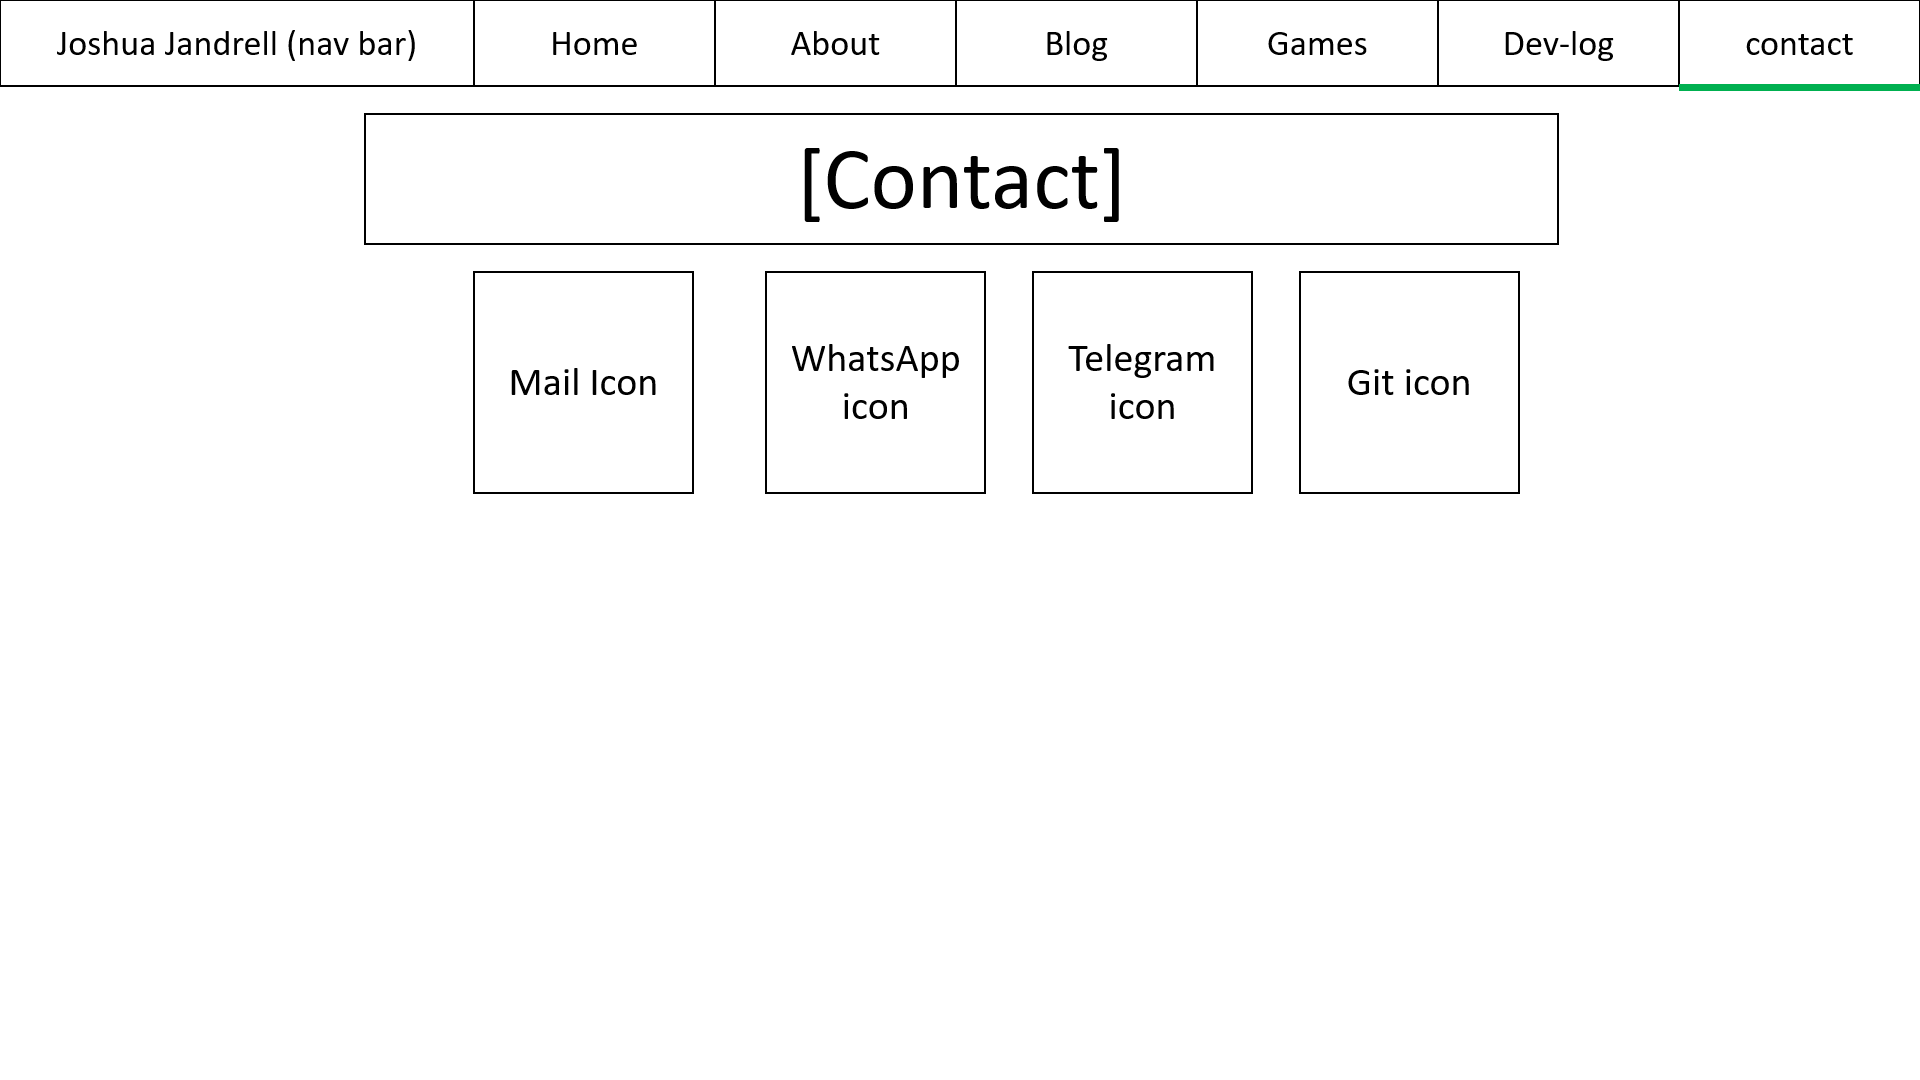 Joshua Jandrell (nav bar)
Home
About
Blog
Games
Dev-log
contact
[Contact]
Mail Icon
WhatsApp
icon
Telegram
icon
Git icon